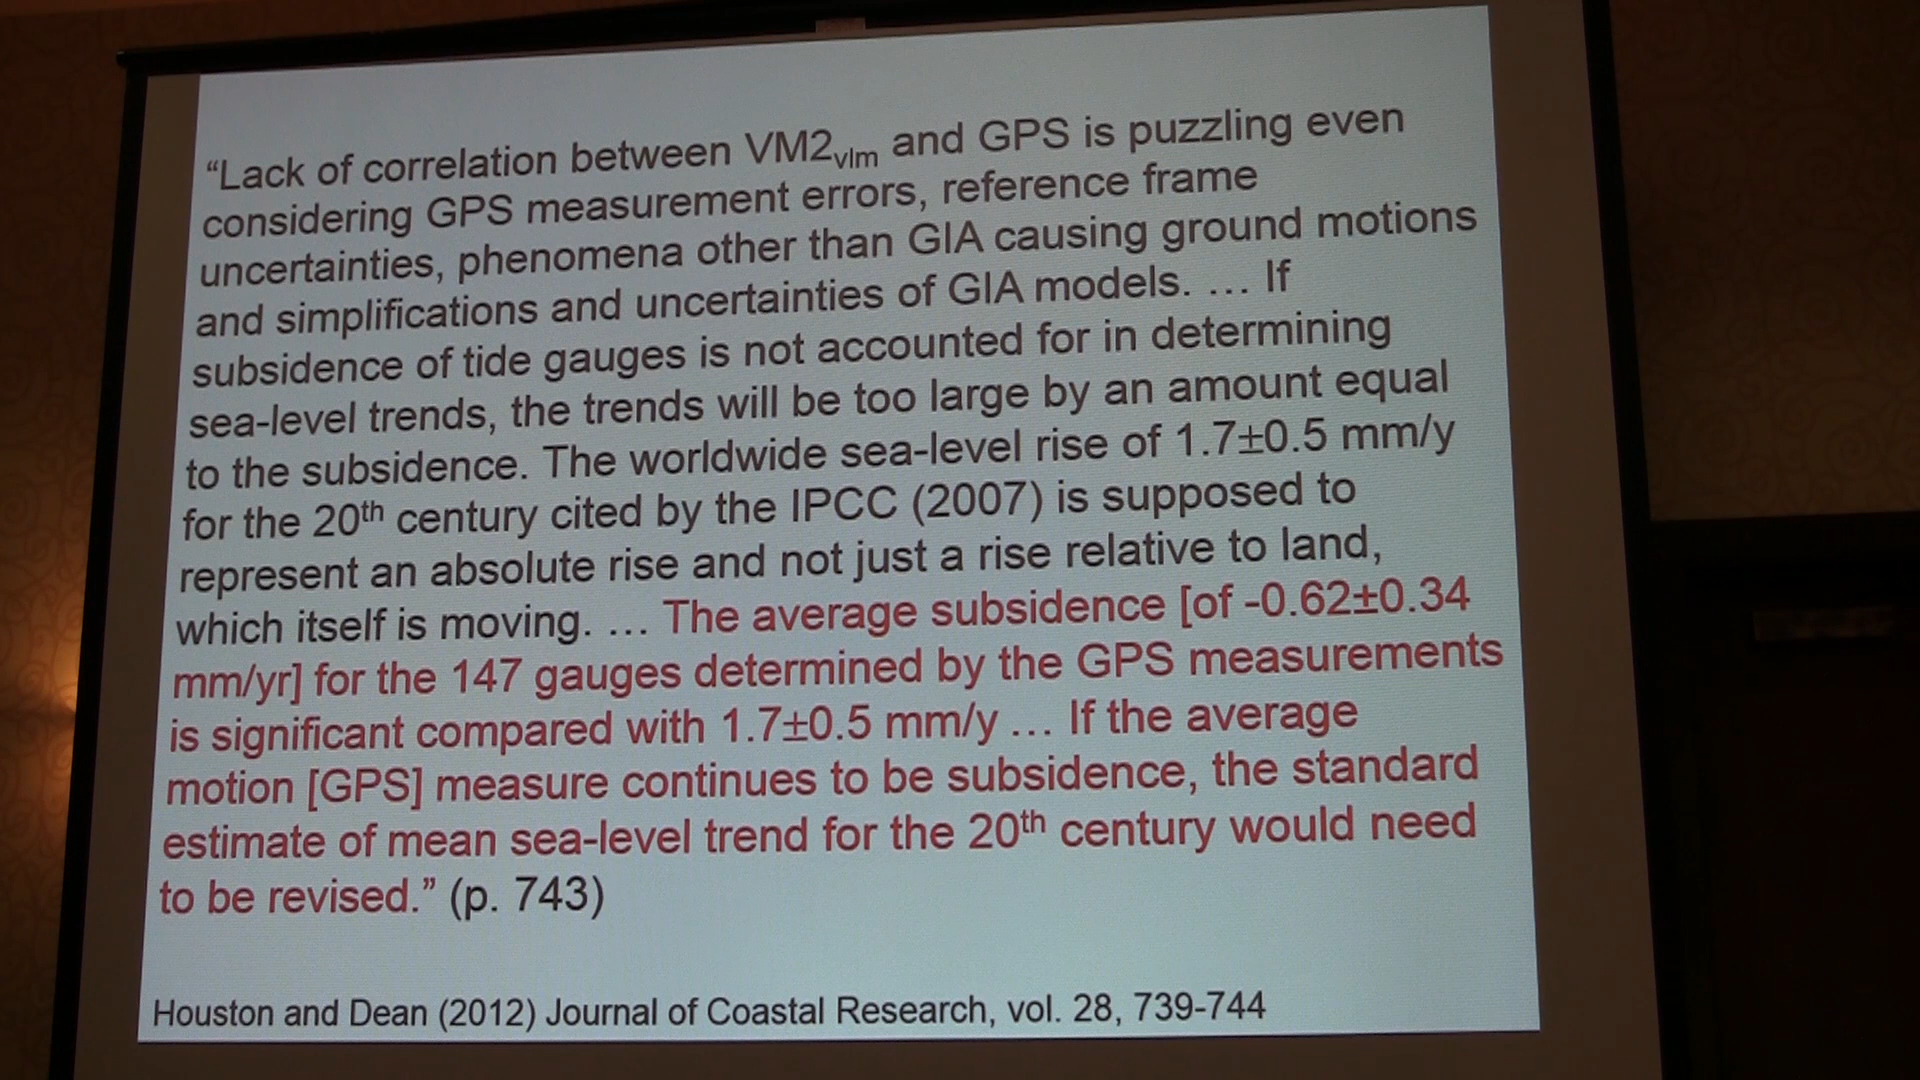 “Lack of correlation between VM2vlm and GPS is puzzling even
considering GPS measurement errors, reference frame
uncertainties, phenomena other than GIA causing ground motions
and simplifications and uncertainties of GIA models. … If
subsidence of tide gauges is not accounted for in determining
sea-level trends, the trends will be too large by an amount equal
to the subsidence. The worldwide sea-level rise of 1.7±0.5 mm/y
for the 20th century cited by the IPCC (2007) is supposed to
represent an absolute rise and not just a rise relative to land,
which itself is moving. … The average subsidence [of -0.62±0.34
mm/yr] for the 147 gauges determined by the GPS measurements
is significant compared with 1.7±0.5 mm/y … If the average
motion [GPS] measure continues to be subsidence, the standard
estimate of mean sea-level trend for the 20th century would need
to be revised.” (p. 743)
Houston and Dean (2012) Journal of Coastal Research, vol. 28, 739-744